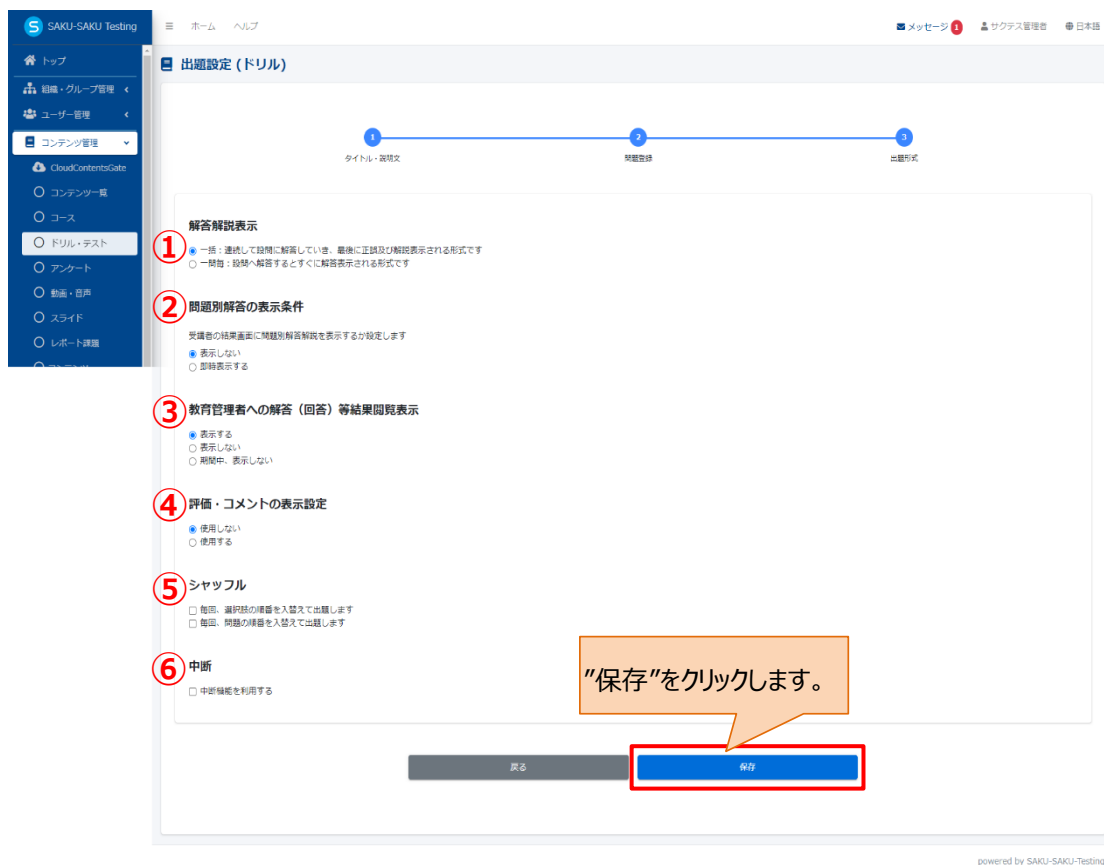 SAKU-SAKU Testing
ホーム ヘルプ
メッセージ 1 サクテス管理者 日本語
トップ
組織・グループ管理
ユーザー管理
コンテンツ管理
CloudContentsGate
コンテンツ一覧
コース
ドリル・テスト
アンケート
動画・音声
スライド
レポート課題
出題設定 (ドリル)
1 2 3
タイトル・説明文 問題登録 出題形式
① 解答解説表示
一括：連続して設問に解答していき、最後に正誤及び解説表示される形式です
一問毎：設問へ解答するとすぐに解答表示される形式です
② 問題別解答の表示条件
受講者の結果画面に問題別解答解説を表示するか設定します
表示しない
即時表示する
③ 教育管理者への解答（回答）等結果閲覧表示
表示する
表示しない
期間中、表示しない
④ 評価・コメントの表示設定
使用しない
使用する
⑤ シャッフル
毎回、選択肢の順番を入替えて出題します
毎回、問題の順番を入替えて出題します
⑥ 中断
中断機能を利用する
”保存”をクリックします。
戻る 保存
powered by SAKU-SAKU-Testing